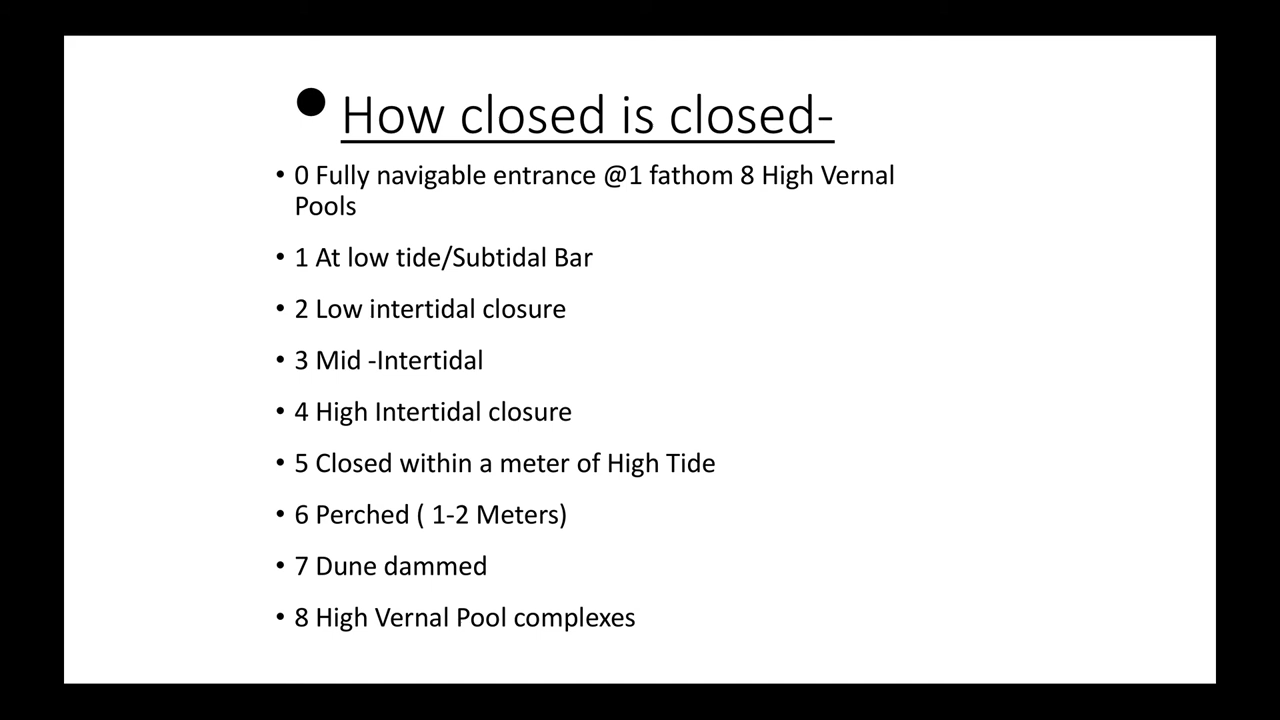 • How closed is closed-
• 0 Fully navigable entrance @1 fathom 8 High Vernal
Pools
• 1 At low tide/Subtidal Bar
• 2 Low intertidal closure
• 3 Mid -Intertidal
• 4 High Intertidal closure
• 5 Closed within a meter of High Tide
• 6 Perched ( 1-2 Meters)
• 7 Dune dammed
• 8 High Vernal Pool complexes